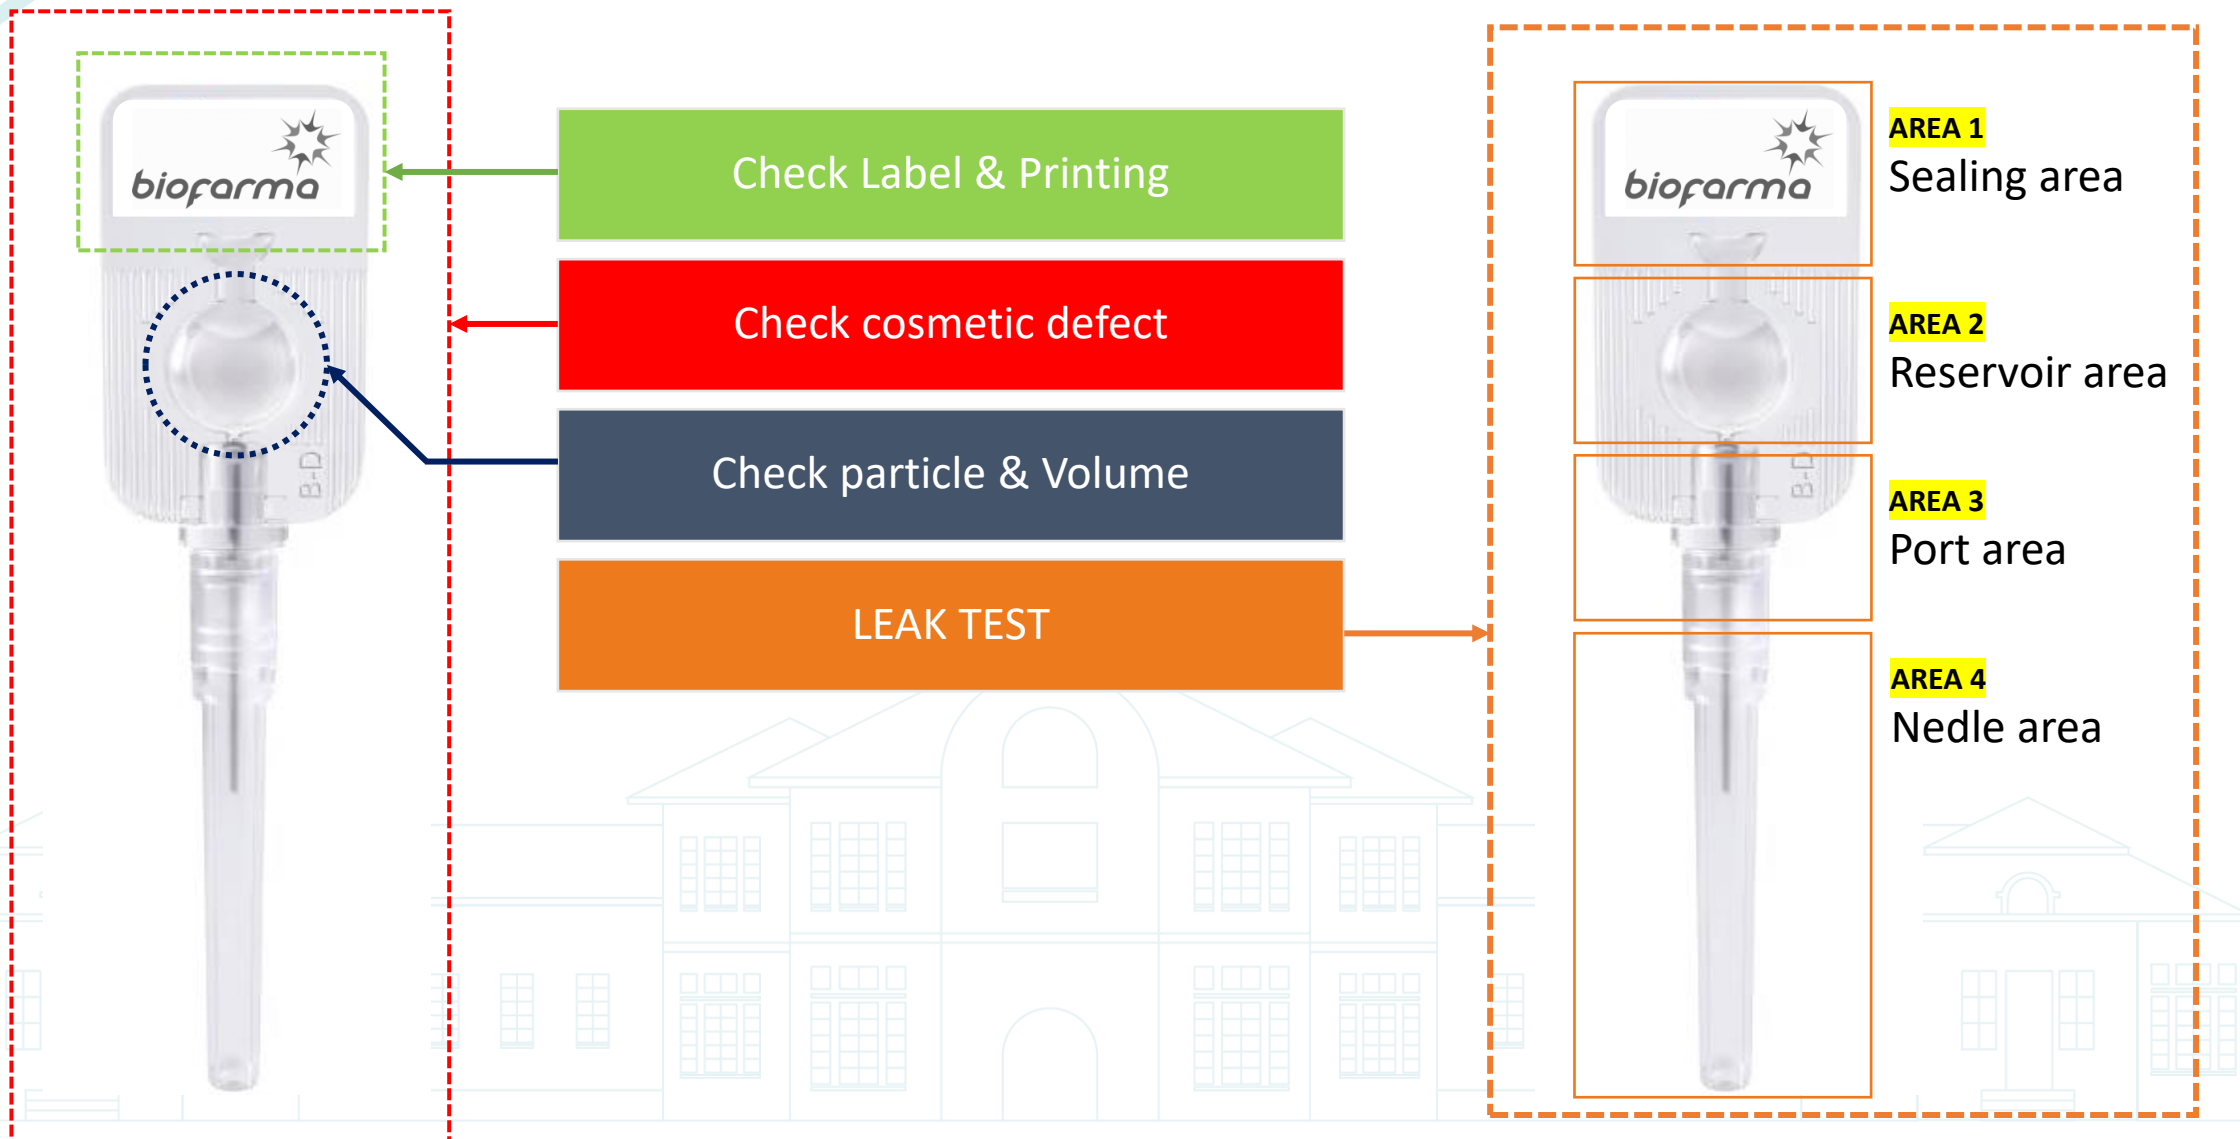 biofarma
B-D
Check Label & Printing
Check cosmetic defect
Check particle & Volume
LEAK TEST
biofarma
B-D
AREA 1
Sealing area
AREA 2
Reservoir area
AREA 3
Port area
AREA 4
Nedle area